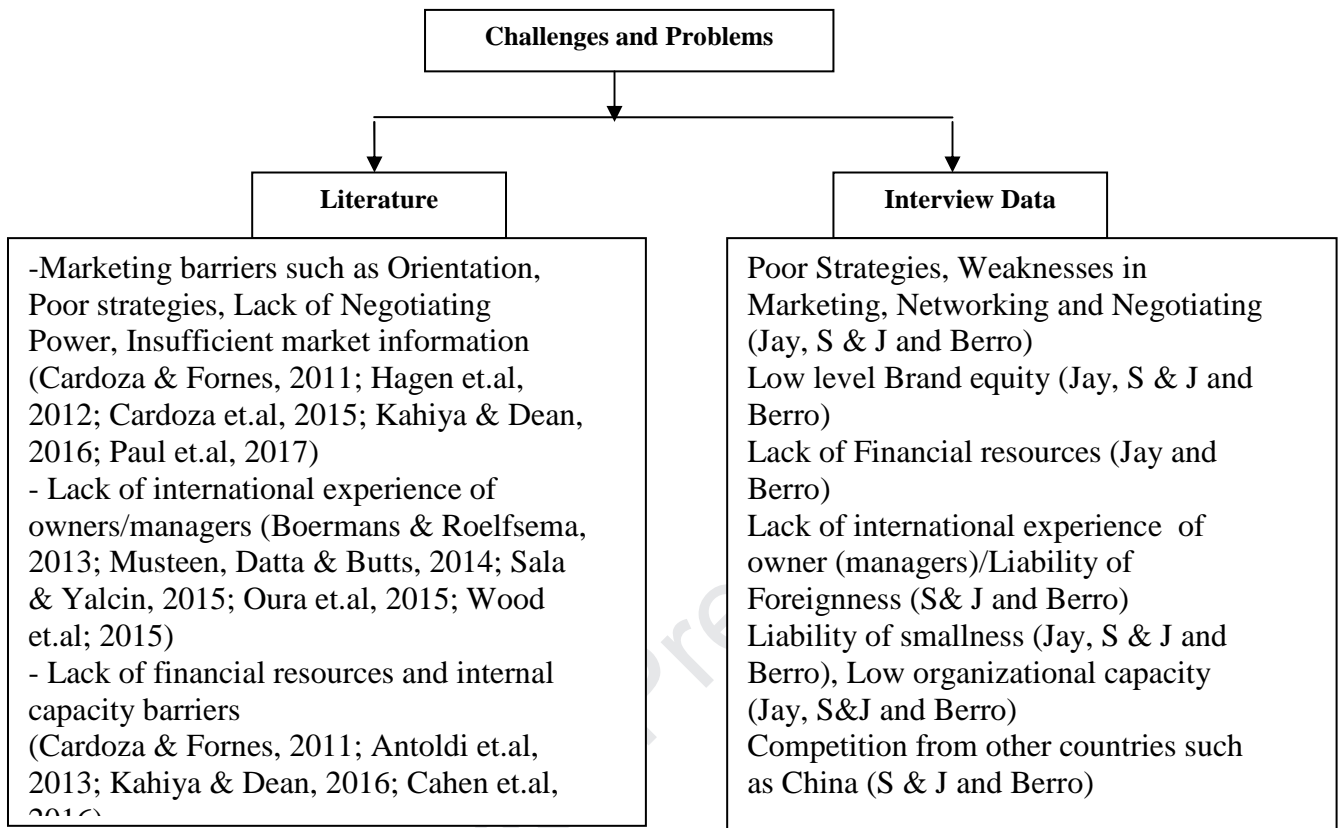 Challenges and Problems
Literature
-Marketing barriers such as Orientation,
Poor strategies, Lack of Negotiating
Power, Insufficient market information
(Cardoza & Fornes, 2011; Hagen et.al,
2012; Cardoza et.al, 2015; Kahiya & Dean,
2016; Paul et.al, 2017)
- Lack of international experience of
owners/managers (Boermans & Roelfsema,
2013; Musteen, Datta & Butts, 2014; Sala
& Yalcin, 2015; Oura et.al, 2015; Wood
et.al; 2015)
- Lack of financial resources and internal
capacity barriers
(Cardoza & Fornes, 2011; Antoldi et.al,
2013; Kahiya & Dean, 2016; Cahen et.al,
2016)
Interview Data
Poor Strategies, Weaknesses in
Marketing, Networking and Negotiating
(Jay, S & J and Berro)
Low level Brand equity (Jay, S & J and
Berro)
Lack of Financial resources (Jay and
Berro)
Lack of international experience of
owner (managers)/Liability of
Foreignness (S& J and Berro)
Liability of smallness (Jay, S & J and
Berro), Low organizational capacity
(Jay, S&J and Berro)
Competition from other countries such
as China (S & J and Berro)
Pre